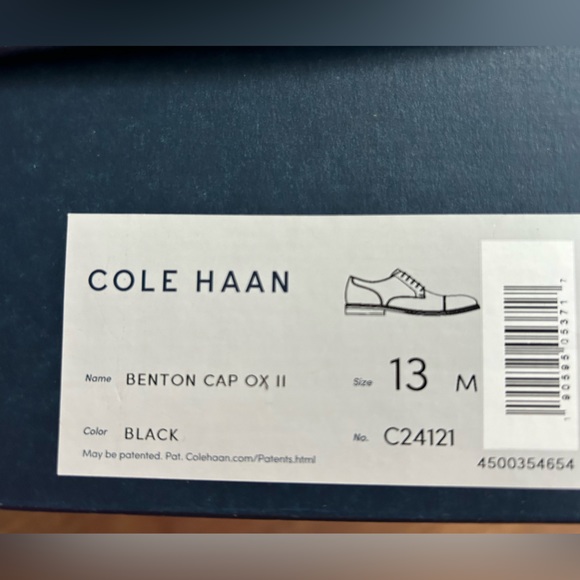 COLE HAAN
Name BENTON CAP OX II
Size 13 M
Color BLACK
No. C24121
May be patented. Pat. Colehaan.com/Patents.html
4500354654